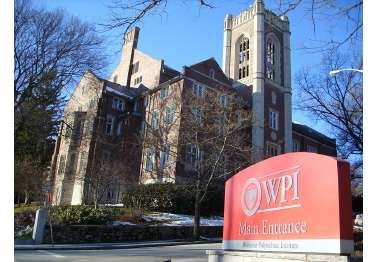 WPI
Main Entrance
Worcester Polytechnic Institute